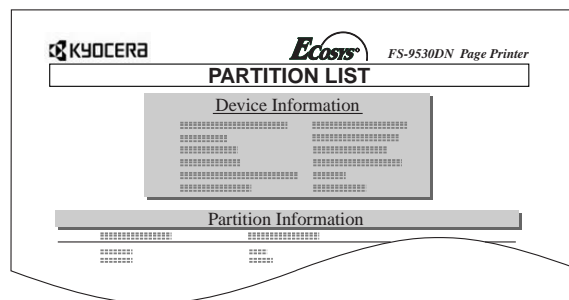 KYOCERA
Ecosys
FS-9530DN Page Printer
PARTITION LIST
Device Information
Partition Information